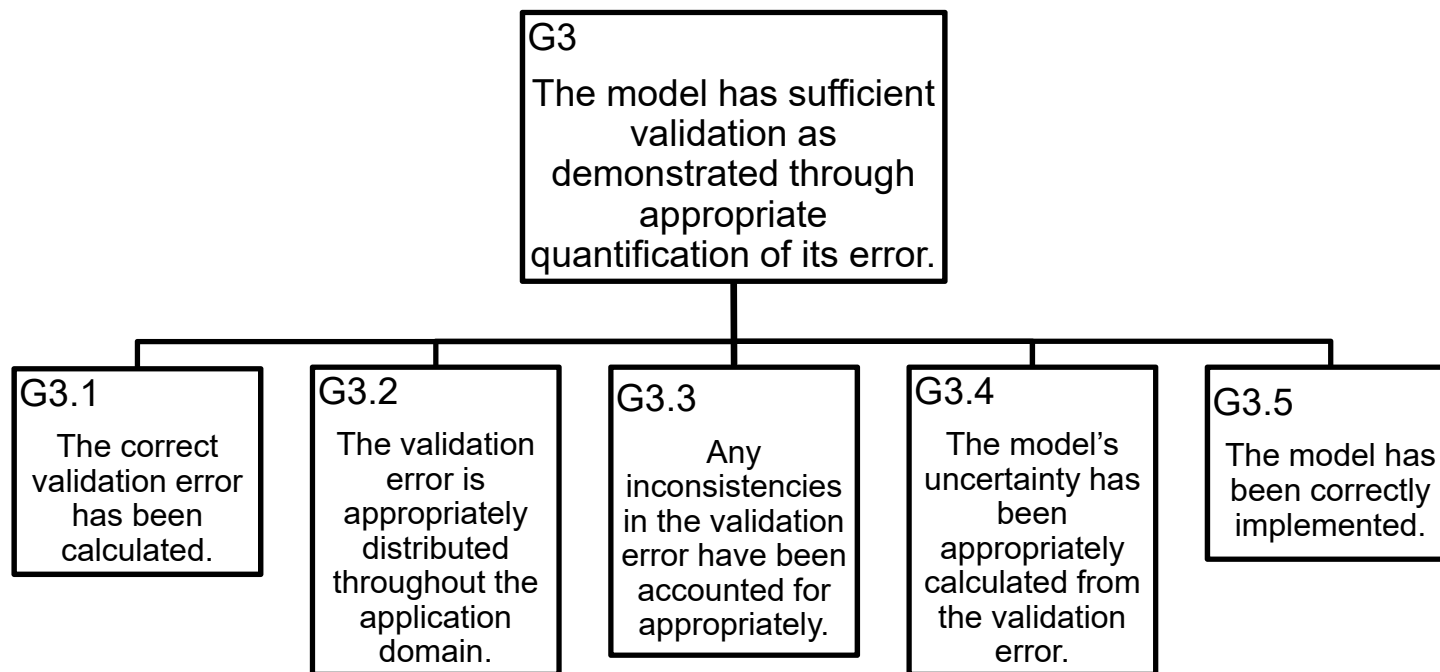 G3
The model has sufficient
validation as
demonstrated through
appropriate
quantification of its error.
G3.1
The correct
validation error
has been
calculated.
G3.2
The validation
error is
appropriately
distributed
throughout the
application
domain.
G3.3
Any
inconsistencies
in the validation
error have been
accounted for
appropriately.
G3.4
The model’s
uncertainty has
been
appropriately
calculated from
the validation
error.
G3.5
The model has
been correctly
implemented.